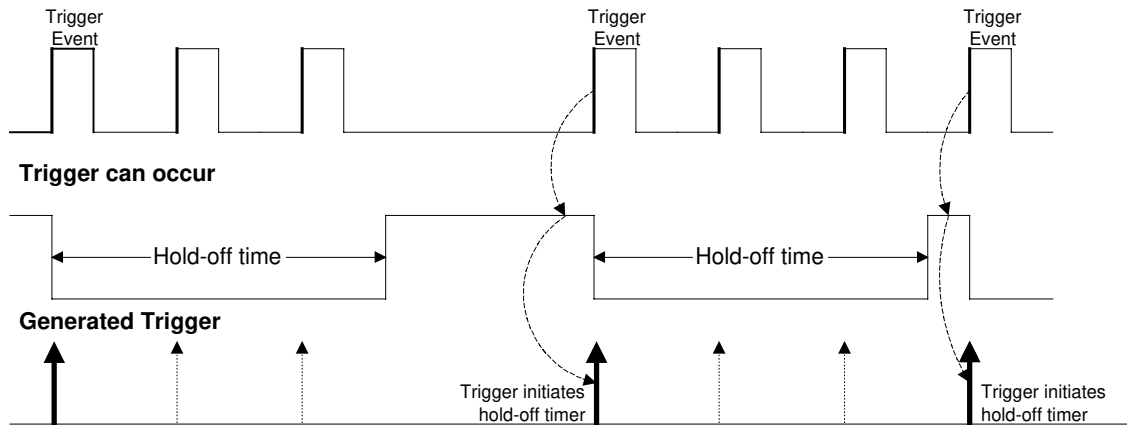 Trigger
Event
Trigger
Event
Trigger
Event
Trigger can occur
Hold-off time
Hold-off time
Generated Trigger
Trigger initiates
hold-off timer
Trigger initiates
hold-off timer